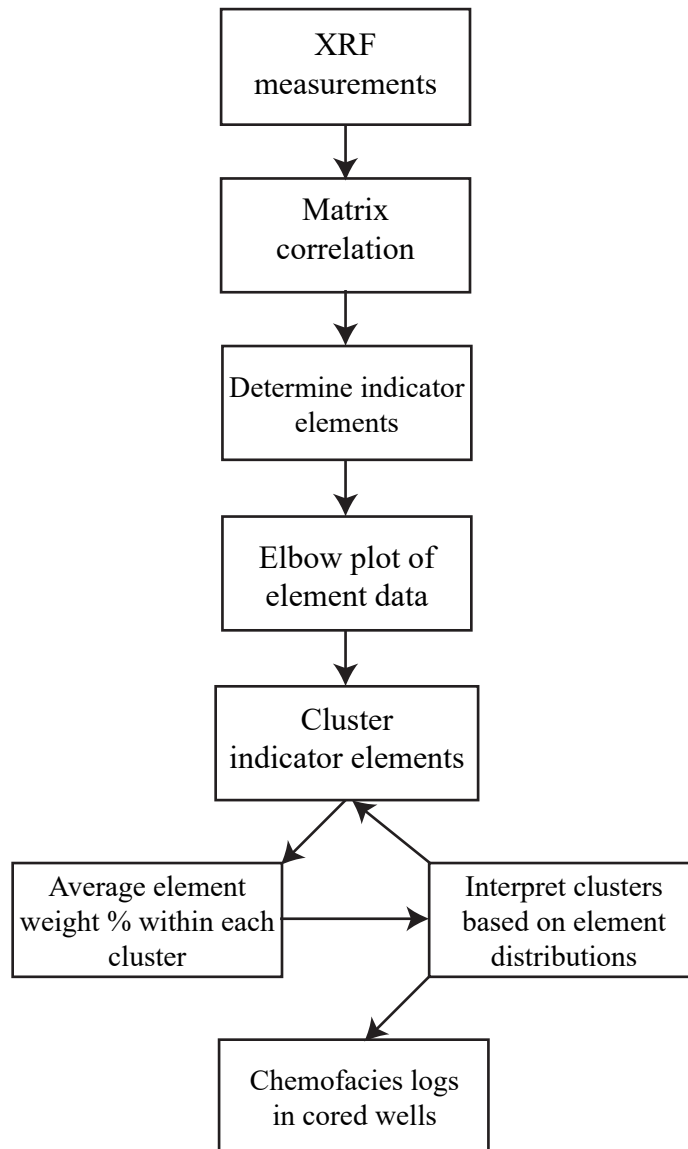 XRF
measurements
Matrix
correlation
Determine indicator
elements
Elbow plot of
element data
Cluster
indicator elements
Average element
weight % within each
cluster
Interpret clusters
based on element
distributions
Chemofacies logs
in cored wells